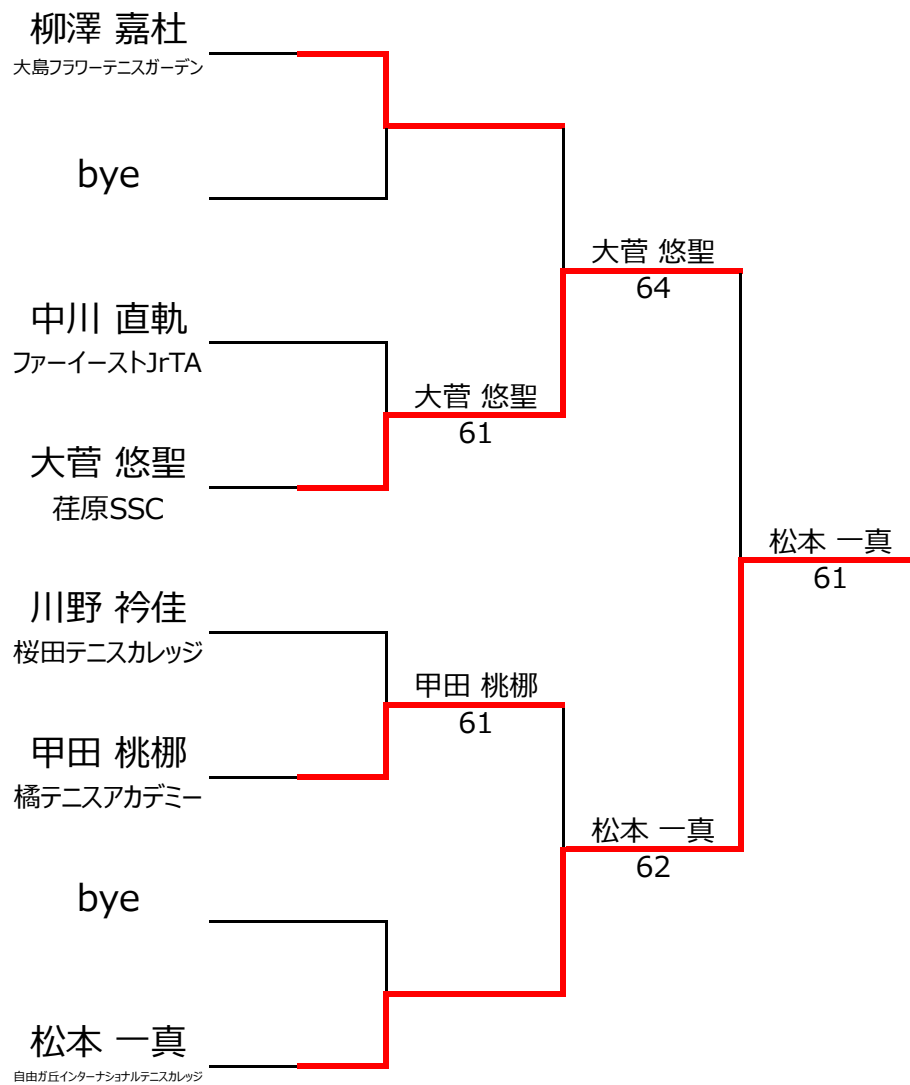 柳澤 嘉杜
大島フラワーテニスガーデン
bye
中川 直軌
ファーイーストJrTA
大菅 悠聖
荏原SSC
川野 衿佳
桜田テニスカレッジ
甲田 桃梛
橘テニスアカデミー
bye
松本 一真
自由ガ丘インターナショナルテニスカレッジ
大菅 悠聖
61
甲田 桃梛
61
大菅 悠聖
64
松本 一真
62
松本 一真
61